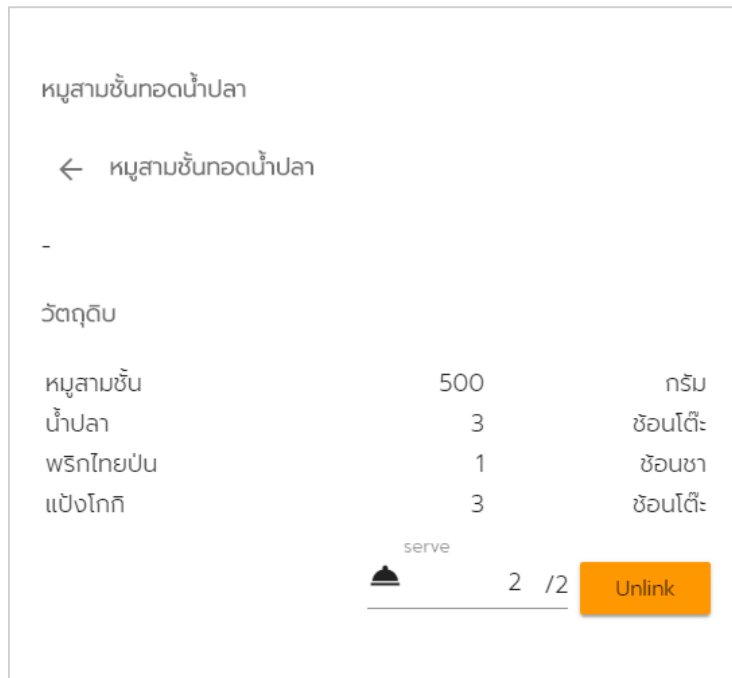 หมูสามชั้นทอดน้ำปลา
← หมูสามชั้นทอดน้ำปลา
-
วัตถุดิบ
หมูสามชั้น 500 กรัม
น้ำปลา 3 ช้อนโต๊ะ
พริกไทยป่น 1 ช้อนชา
แป้งโกกิ 3 ช้อนโต๊ะ
serve
2 /2 Unlink